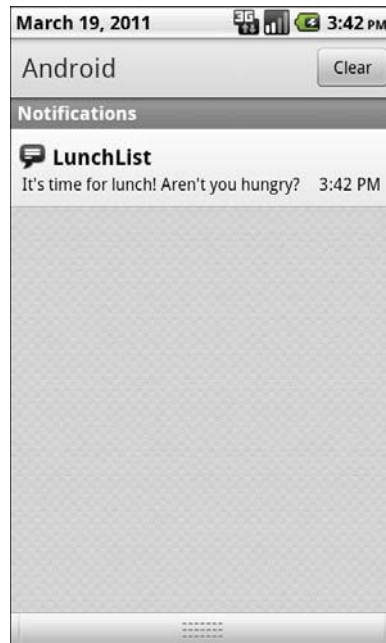 March 19, 2011 3G 3:42 PM
Android Clear
Notifications
LunchList
It's time for lunch! Aren't you hungry? 3:42 PM